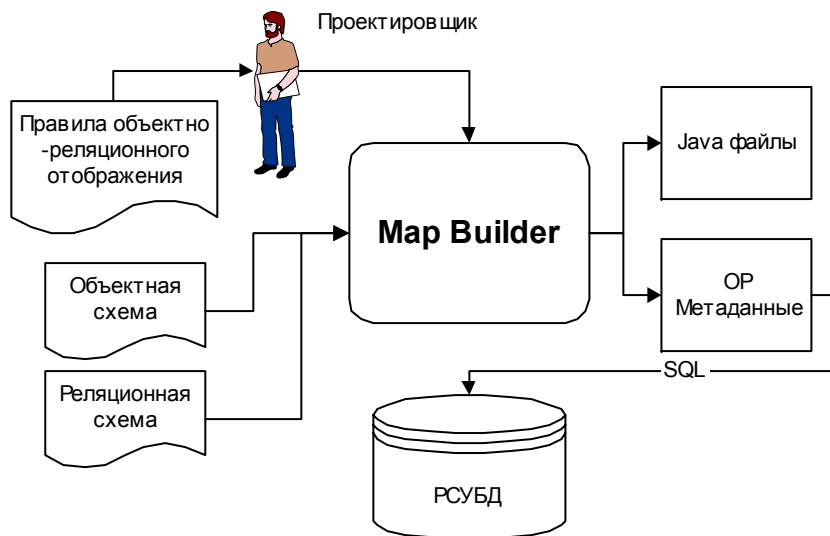 Проектировщик
Правила объектно
-реляционного
отображения
Java файлы
Map Builder
Объектная
схема
ОР
Метаданные
SQL
Реляционная
схема
РСУБД